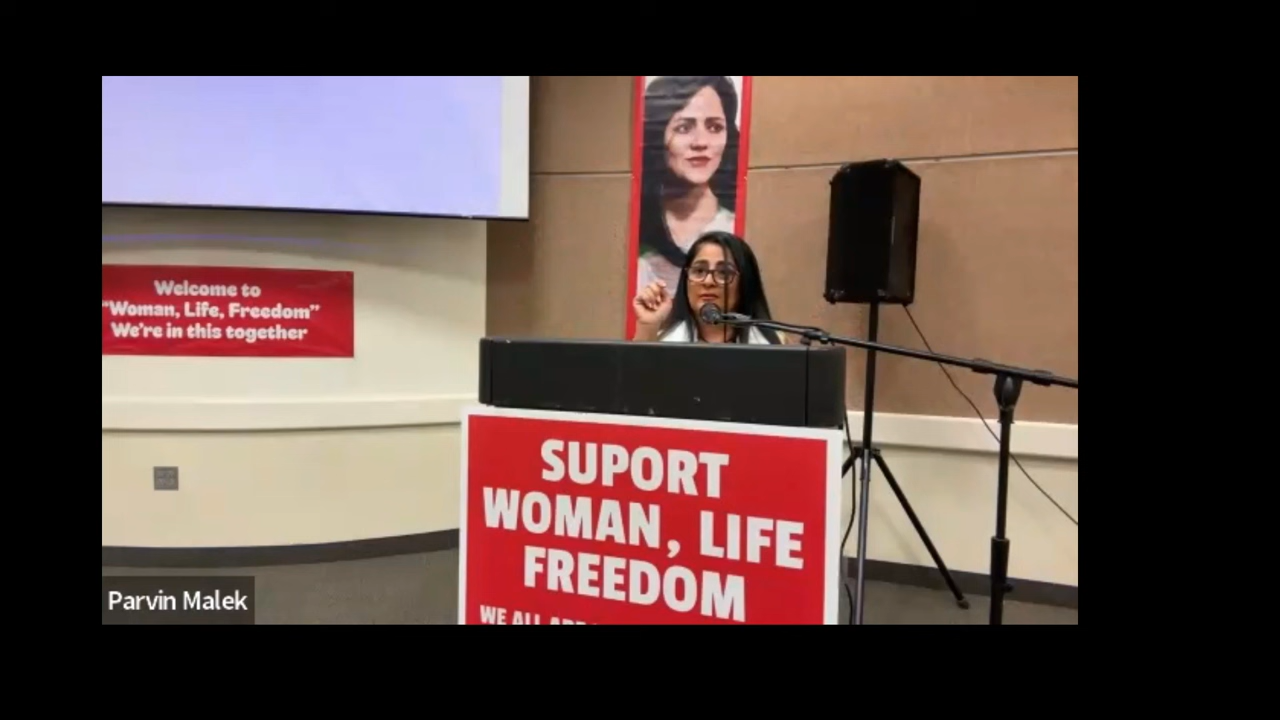 Welcome to
"Woman, Life, Freedom"
We're in this together
SUPORT
WOMAN, LIFE
FREEDOM
WE ALL
Parvin Malek